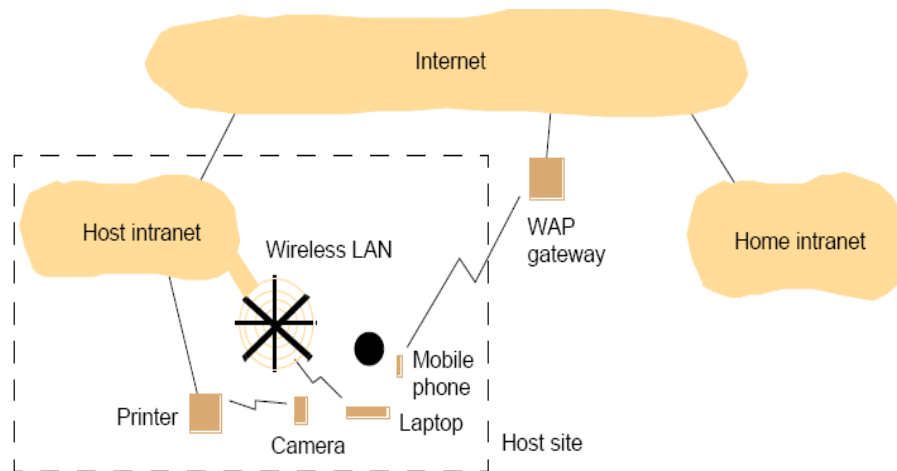 Internet
Host intranet
Wireless LAN
WAP
gateway
Home intranet
Mobile
phone
Printer
Camera
Laptop
Host site